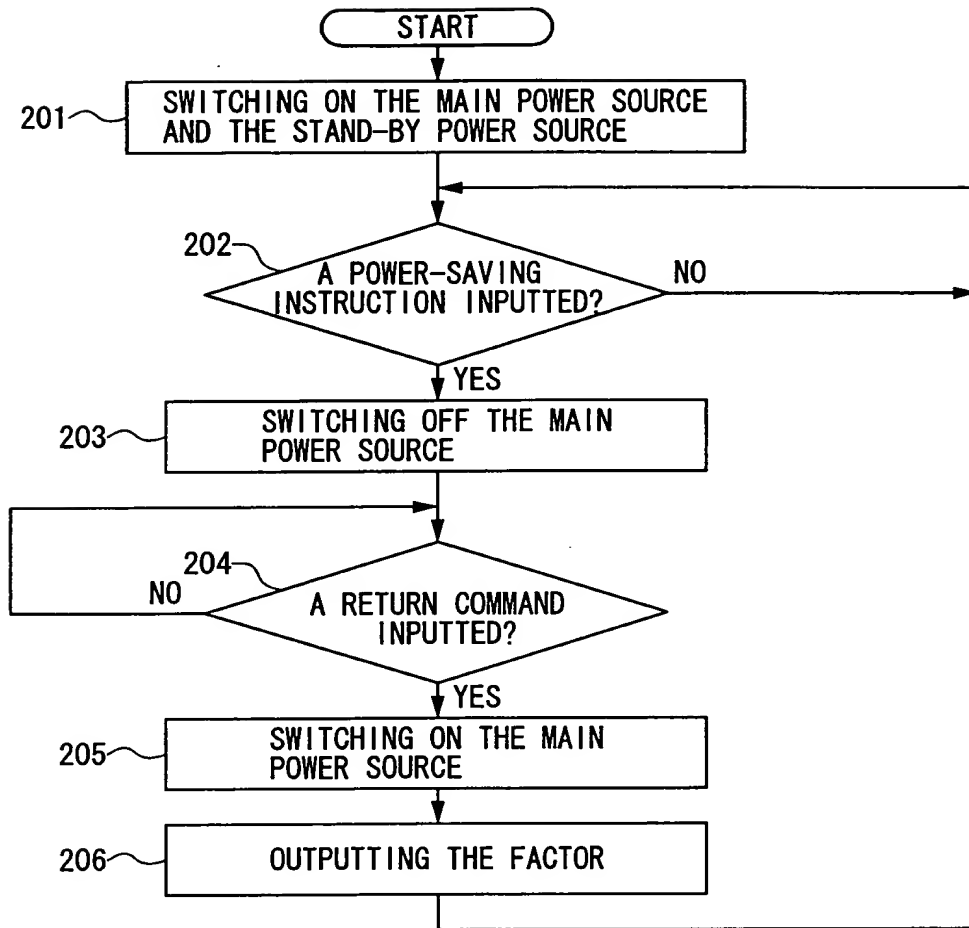 START
201
SWITCHING ON THE MAIN POWER SOURCE
AND THE STAND-BY POWER SOURCE
202
A POWER-SAVING
INSTRUCTION INPUTTED?
NO
YES
203
SWITCHING OFF THE MAIN
POWER SOURCE
204
NO
A RETURN COMMAND
INPUTTED?
YES
205
SWITCHING ON THE MAIN
POWER SOURCE
206
OUTPUTTING THE FACTOR